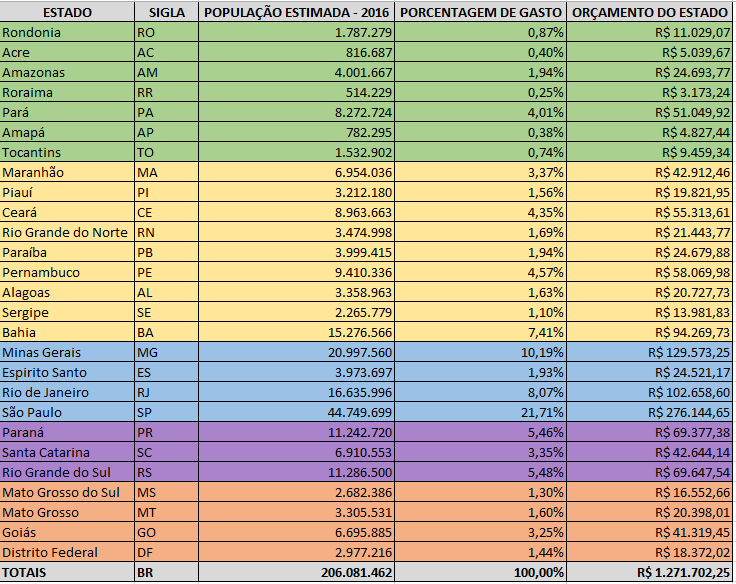 ESTADO SIGLA POPULAÇÃO ESTIMADA - 2016 PORCENTAGEM DE GASTO ORÇAMENTO DO ESTADO
Rondonia RO 1.787.279 0,87% R$ 11.029,07
Acre AC 816.687 0,40% R$ 5.039,67
Amazonas AM 4.001.667 1,94% R$ 24.693,77
Roraima RR 514.229 0,25% R$ 3.173,24
Pará PA 8.272.724 4,01% R$ 51.049,92
Amapá AP 782.295 0,38% R$ 4.827,44
Tocantins TO 1.532.902 0,74% R$ 9.459,34
Maranhão MA 6.954.036 3,37% R$ 42.912,46
Piauí PI 3.212.180 1,56% R$ 19.821,95
Ceará CE 8.963.663 4,35% R$ 55.313,61
Rio Grande do Norte RN 3.474.998 1,69% R$ 21.443,77
Paraíba PB 3.999.415 1,94% R$ 24.679,88
Pernambuco PE 9.410.336 4,57% R$ 58.069,98
Alagoas AL 3.358.963 1,63% R$ 20.727,73
Sergipe SE 2.265.779 1,10% R$ 13.981,83
Bahia BA 15.276.566 7,41% R$ 94.269,73
Minas Gerais MG 20.997.560 10,19% R$ 129.573,25
Espirito Santo ES 3.973.697 1,93% R$ 24.521,17
Rio de Janeiro RJ 16.635.996 8,07% R$ 102.658,60
São Paulo SP 44.749.699 21,71% R$ 276.144,65
Paraná PR 11.242.720 5,46% R$ 69.377,38
Santa Catarina SC 6.910.553 3,35% R$ 42.644,14
Rio Grande do Sul RS 11.286.500 5,48% R$ 69.647,54
Mato Grosso do Sul MS 2.682.386 1,30% R$ 16.552,66
Mato Grosso MT 3.305.531 1,60% R$ 20.398,01
Goiás GO 6.695.885 3,25% R$ 41.319,45
Distrito Federal DF 2.977.216 1,44% R$ 18.372,02
TOTAIS BR 206.081.462 100,00% R$ 1.271.702,25